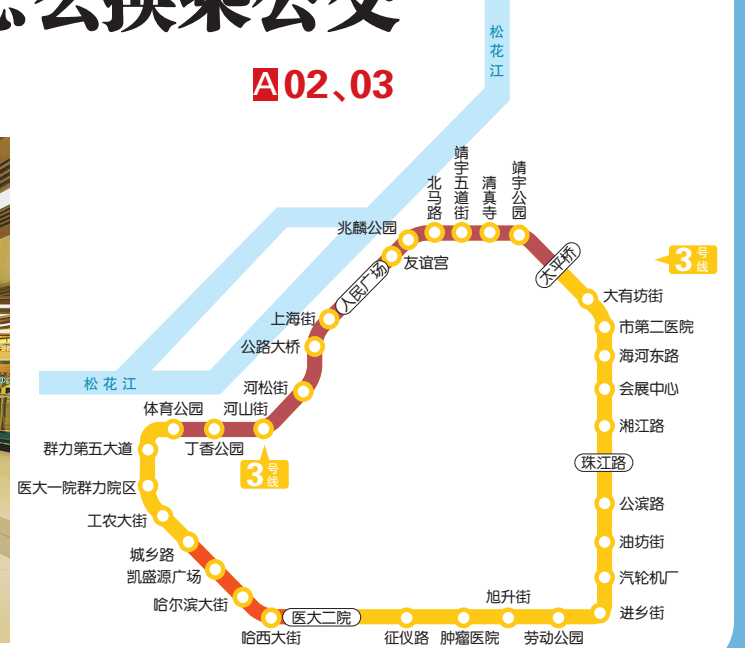 怎么换乘公交
A 02、03
松花江
靖宇公园
清真寺
靖宇五道街
北马路
兆麟公园
友谊宫
人民广场
太平桥
3号线
大有坊街
上海街
市第二医院
公路大桥
海河东路
松花江
河松街
会展中心
体育公园
河山街
湘江路
群力第五大道
丁香公园
珠江路
3号线
医大一院群力院区
公滨路
工农大街
油坊街
城乡路
凯盛源广场
汽轮机厂
哈尔滨大街
旭升街
进乡街
医大二院
哈西大街
征仪路
肿瘤医院
劳动公园